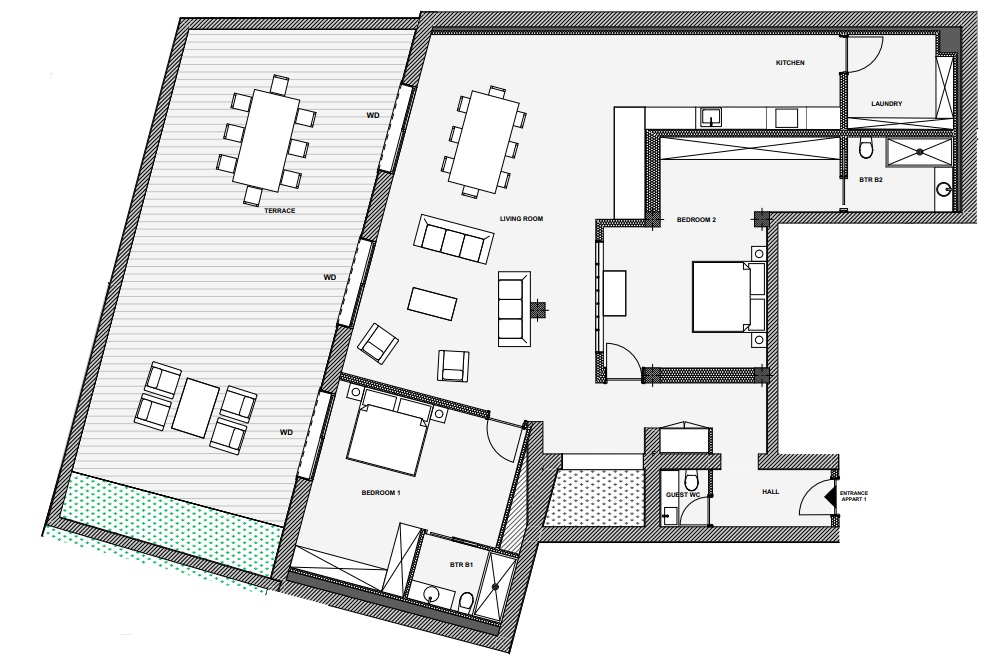 KITCHEN
LAUNDRY
WD
BTR B2
TERRACE
LIVING ROOM
BEDROOM 2
WD
WD
BEDROOM 1
GUEST WC
HALL
ENTRANCE
APPART 1
BTR B1